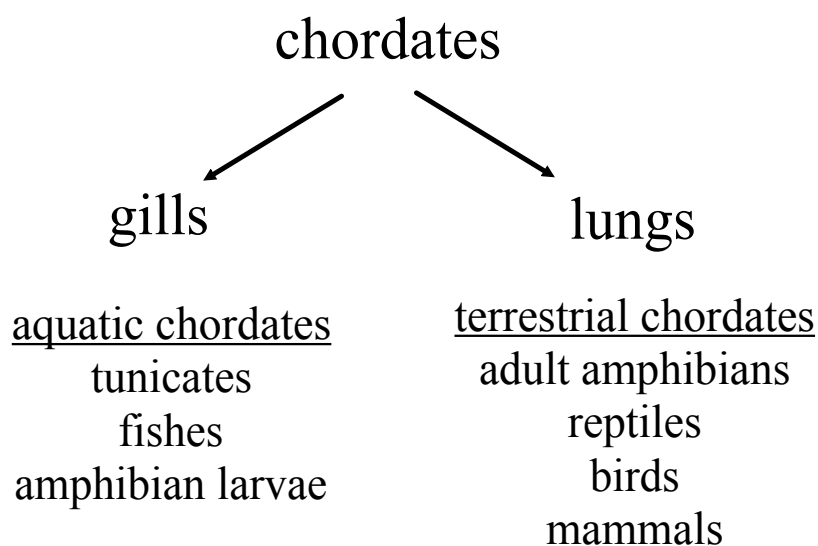 chordates
gills
aquatic chordates
tunicates
fishes
amphibian larvae
lungs
terrestrial chordates
adult amphibians
reptiles
birds
mammals